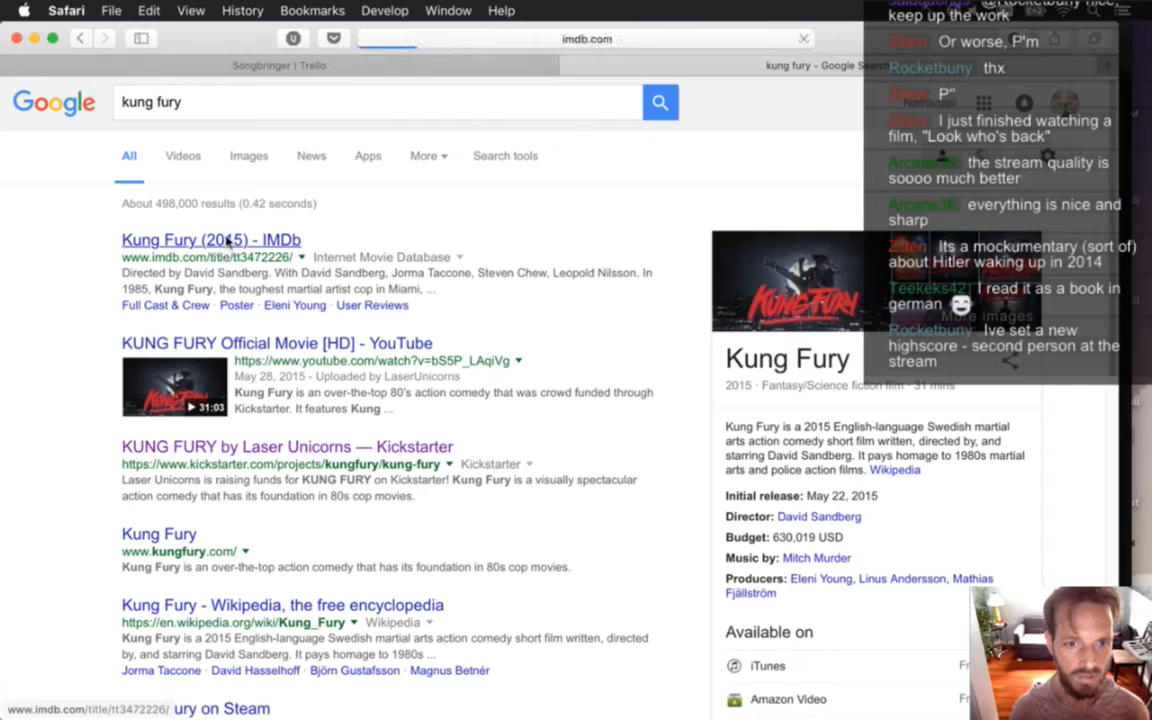 Safari File Edit View History Bookmarks Develop Window Help
imdb.com
Songbringer | Trello
kung fury - Google Search
Google
kung fury
All Videos Images News Apps More Search tools
About 498,000 results (0.42 seconds)
Kung Fury (2015) - IMDb
www.imdb.com/title/tt3472226/ Internet Movie Database
Directed by David Sandberg. With David Sandberg, Jorma Taccone, Steven Chew, Leopold Nilsson. In
1985, Kung Fury, the toughest martial artist cop in Miami, ...
Full Cast & Crew · Poster · Eleni Young · User Reviews
KUNG FURY Official Movie [HD] - YouTube
https://www.youtube.com/watch?v=bS5P_LAqiVg
May 28, 2015 - Uploaded by LaserUnicorns
Kung Fury is an over-the-top 80's action comedy that was crowd funded through
Kickstarter. It features Kung ...
KUNG FURY
31:03
KUNG FURY by Laser Unicorns — Kickstarter
https://www.kickstarter.com/projects/kungfury/kung-fury Kickstarter
Laser Unicorns is raising funds for KUNG FURY on Kickstarter! Kung Fury is a visually spectacular
action comedy that has its foundation in 80s cop movies.
Kung Fury
www.kungfury.com/
Kung Fury is an over-the-top action comedy that has its foundation in 80s cop movies.
Kung Fury - Wikipedia, the free encyclopedia
https://en.wikipedia.org/wiki/Kung_Fury Wikipedia
Kung Fury is a 2015 English-language Swedish martial arts comedy short film written, directed
by, and starring David Sandberg. It pays homage to 1980s ...
Jorma Taccone · David Hasselhoff · Björn Gustafsson · Magnus Betnér
ury on Steam
www.imdb.com/title/tt3472226/
KUNG FURY
More images
Kung Fury
2015 · Fantasy/Science fiction film · 31 mins
Kung Fury is a 2015 English-language Swedish martial
arts action comedy short film written, directed by, and
starring David Sandberg. It pays homage to 1980s
martial arts and police action films. Wikipedia
Initial release: May 22, 2015
Director: David Sandberg
Budget: 630,019 USD
Music by: Mitch Murder
Producers: Eleni Young, Linus Andersson, Mathias
Fjällström
Available on
iTunes
Amazon Video
keep up the work
Zitten Or worse, P'm
Rocketbuny thx
Zitten P"
Nathanael
Zitten I just finished watching a
film, "Look who's back"
Arcane36 the stream quality is
soooo much better
Arcane36 everything is nice and
sharp
Zitten Its a mockumentary (sort of)
about Hitler waking up in 2014
Teekeks42 I read it as a book in
german
Rocketbuny Ive set a new
highscore - second person at the
stream